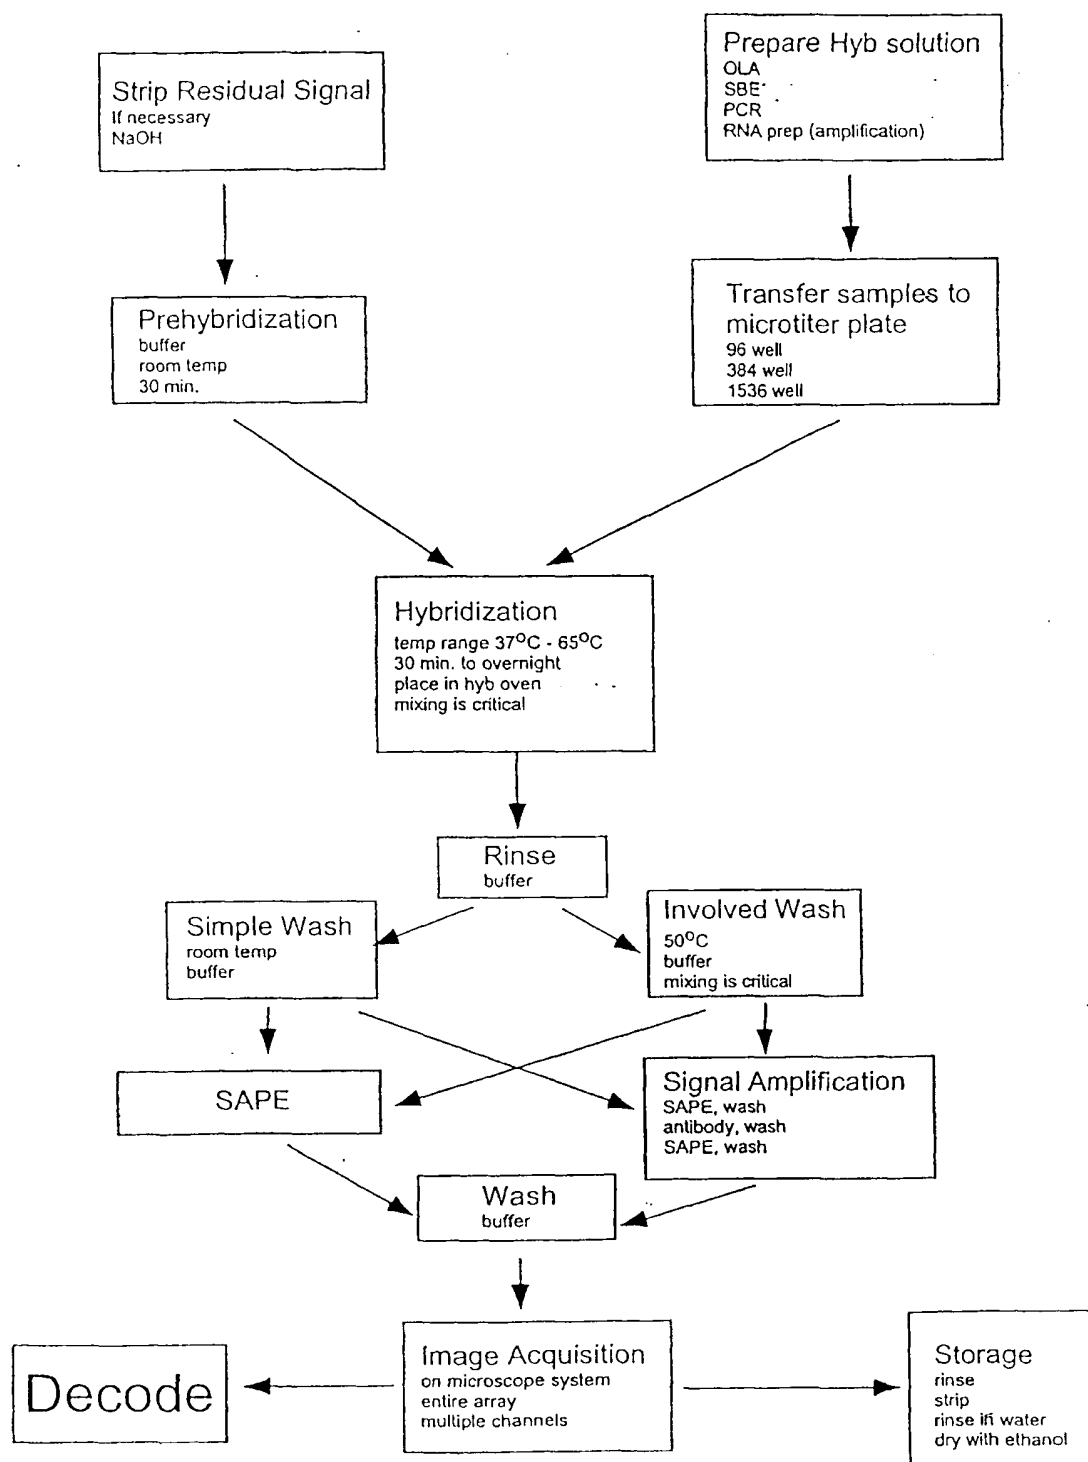 Strip Residual Signal
If necessary
NaOH
Prepare Hyb solution
OLA
SBE
PCR
RNA prep (amplification)
Prehybridization
buffer
room temp
30 min.
Transfer samples to
microtiter plate
96 well
384 well
1536 well
Hybridization
temp range 37°C - 65°C
30 min. to overnight
place in hyb oven
mixing is critical
Rinse
buffer
Simple Wash
room temp
buffer
Involved Wash
50°C
buffer
mixing is critical
SAPE
Signal Amplification
SAPE, wash
antibody, wash
SAPE, wash
Wash
buffer
Decode
Image Acquisition
on microscope system
entire array
multiple channels
Storage
rinse
strip
rinse in water
dry with ethanol